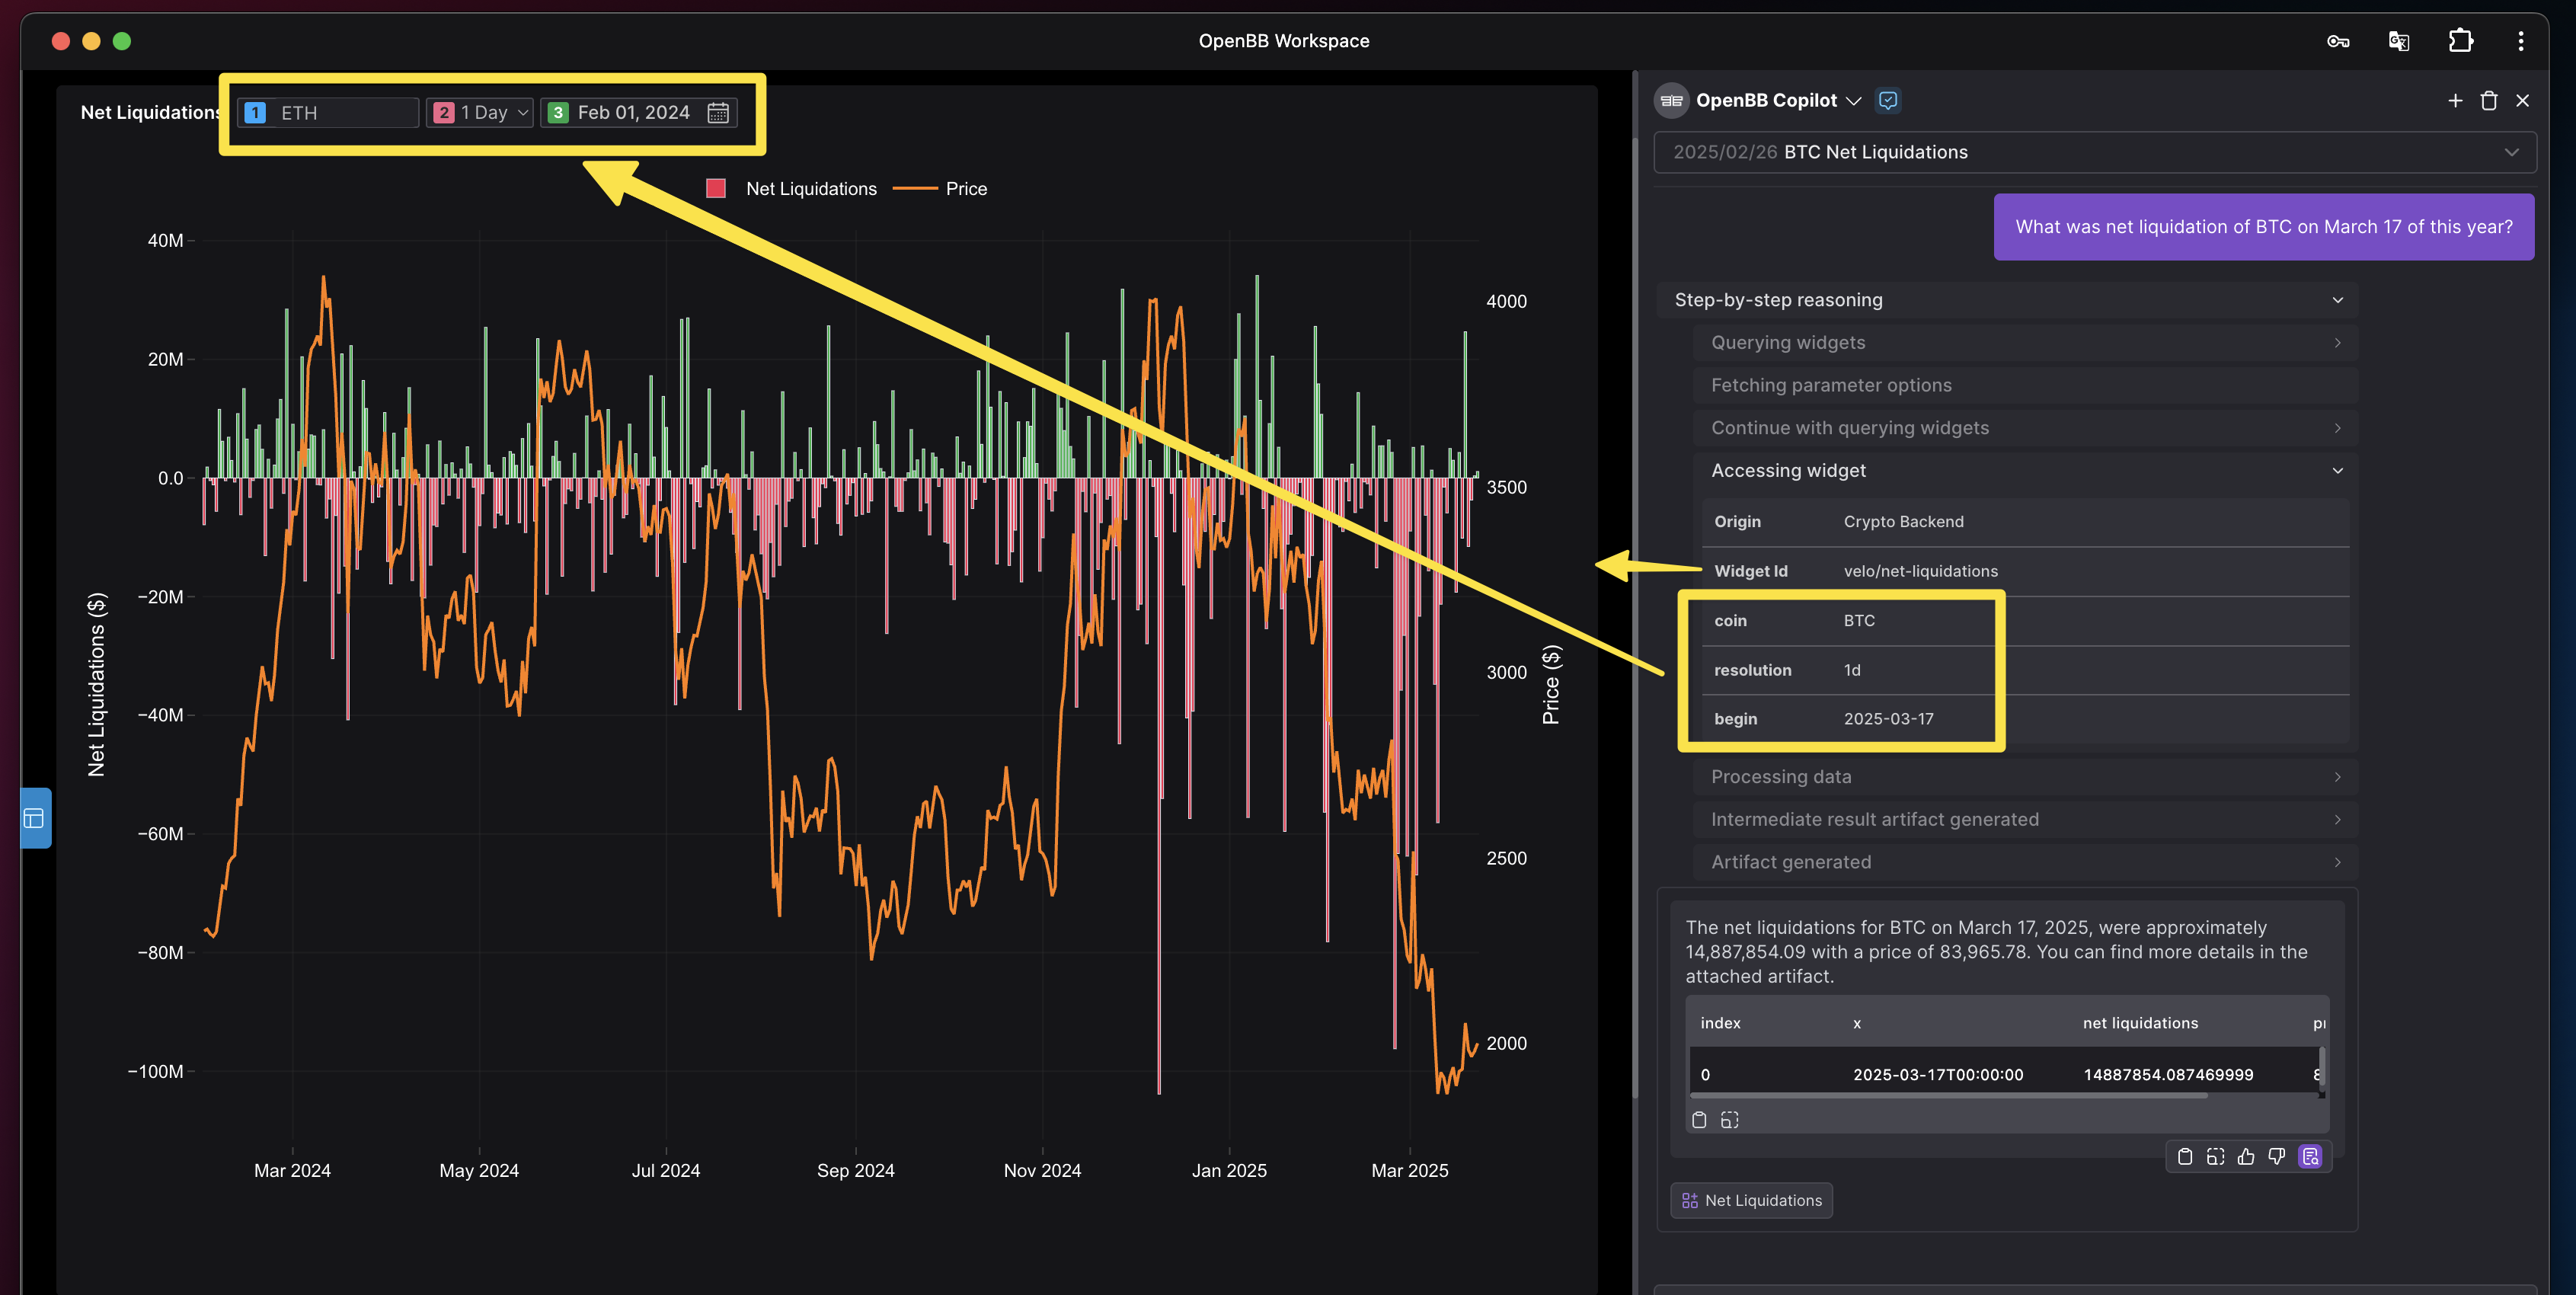 OpenBB Workspace
Net Liquidations
1 ETH
2 1 Day
3 Feb 01, 2024
Net Liquidations
Price
40M
20M
0.0
−20M
−40M
−60M
−80M
−100M
Net Liquidations ($)
4000
3500
3000
2500
2000
Price ($)
Mar 2024
May 2024
Jul 2024
Sep 2024
Nov 2024
Jan 2025
Mar 2025
OpenBB Copilot
2025/02/26 BTC Net Liquidations
What was net liquidation of BTC on March 17 of this year?
Step-by-step reasoning
Querying widgets
Fetching parameter options
Continue with querying widgets
Accessing widget
Origin Crypto Backend
Widget Id velo/net-liquidations
coin BTC
resolution 1d
begin 2025-03-17
Processing data
Intermediate result artifact generated
Artifact generated
The net liquidations for BTC on March 17, 2025, were approximately
14,887,854.09 with a price of 83,965.78. You can find more details in the
attached artifact.
index x net liquidations
0 2025-03-17T00:00:00 14887854.087469999
Net Liquidations